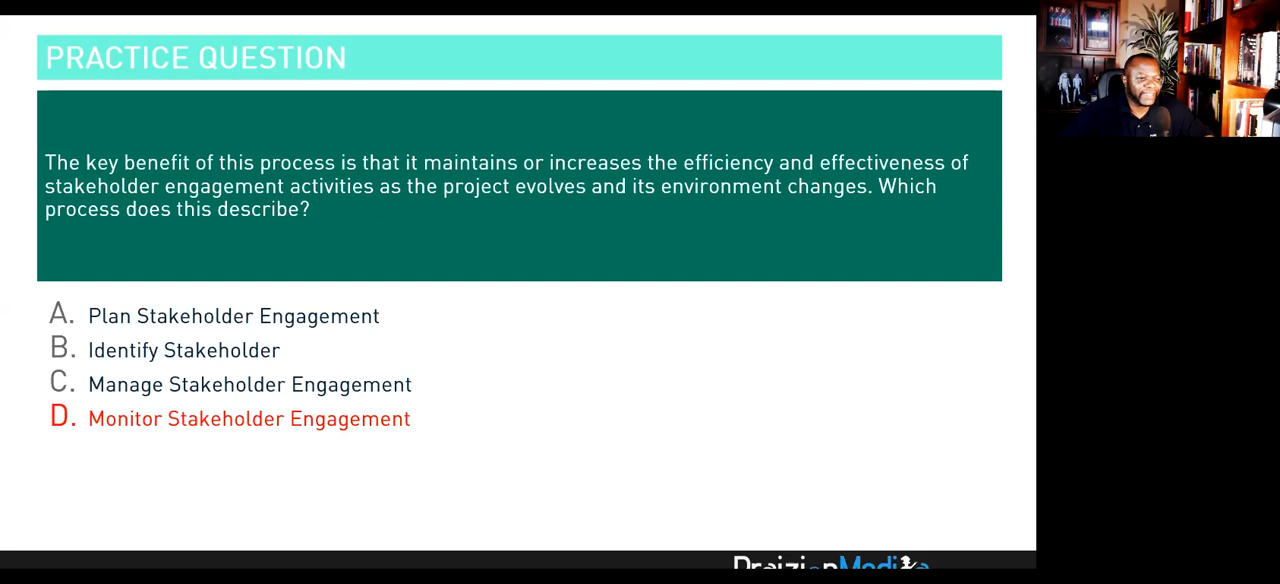 PRACTICE QUESTION
The key benefit of this process is that it maintains or increases the efficiency and effectiveness of
stakeholder engagement activities as the project evolves and its environment changes. Which
process does this describe?
A. Plan Stakeholder Engagement
B. Identify Stakeholder
C. Manage Stakeholder Engagement
D. Monitor Stakeholder Engagement